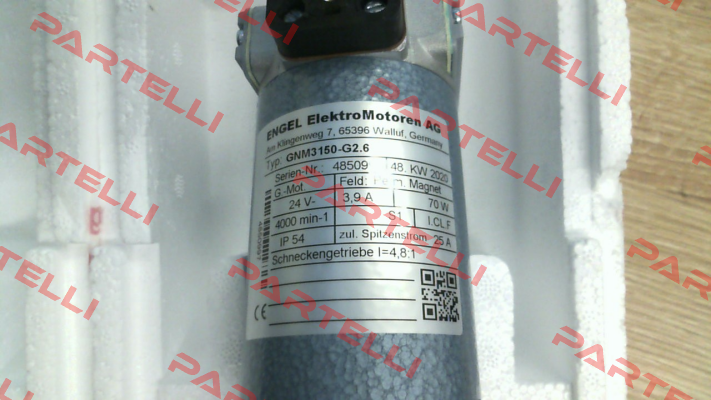 ENGEL ElektroMotoren AG
Am Klingenweg 7, 65396 Walluf, Germany
Typ: GNM3150-G2.6
Serien-Nr. 48509 48. KW 2020
G-Mot. Feld: Perm. Magnet
24 V- 3,9 A 70 W
4000 min-1 S1 I.CL.F
IP 54 zul. Spitzenstrom 25 A
Schneckengetriebe I=4,8:1
CE
PARTELLI
PARTELLI
PARTELLI
PARTELLI
PARTELLI
PARTELLI
PARTELLI
PARTELLI